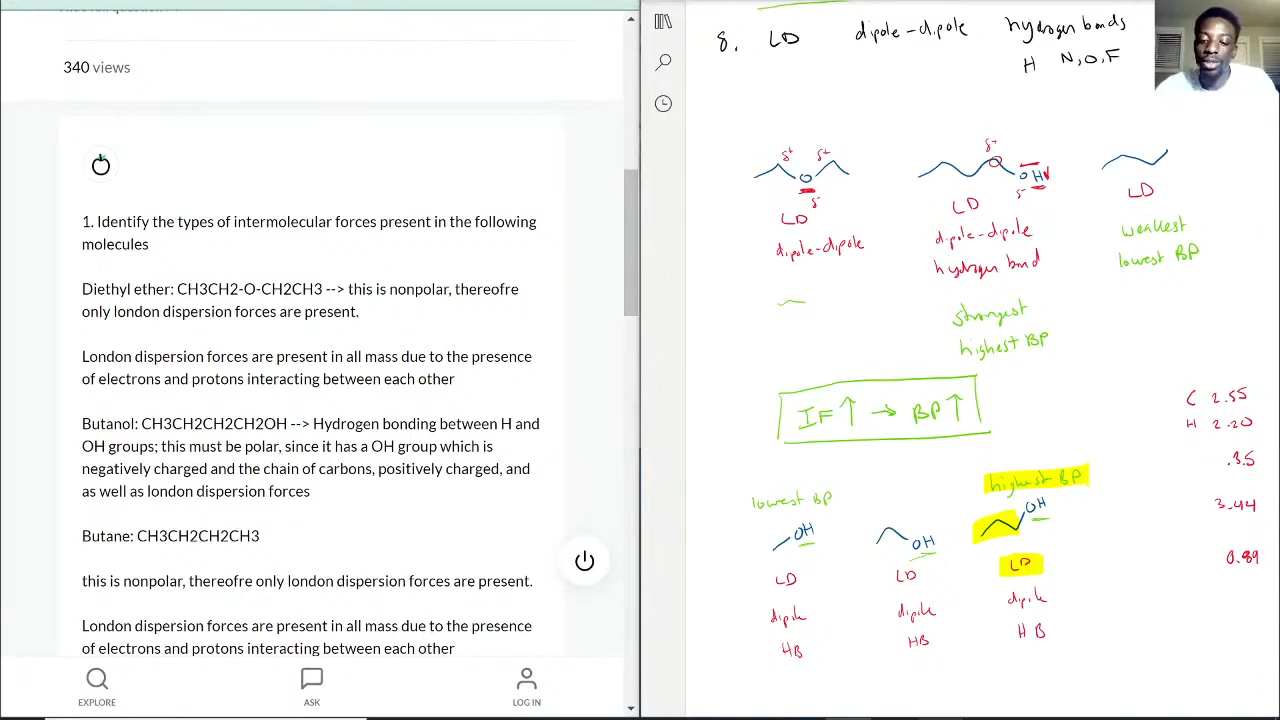 340 views
1. Identify the types of intermolecular forces present in the following
molecules
Diethyl ether: CH3CH2-O-CH2CH3 --> this is nonpolar, thereofre
only london dispersion forces are present.
London dispersion forces are present in all mass due to the presence
of electrons and protons interacting between each other
Butanol: CH3CH2CH2CH2OH --> Hydrogen bonding between H and
OH groups; this must be polar, since it has a OH group which is
negatively charged and the chain of carbons, positively charged, and
as well as london dispersion forces
Butane: CH3CH2CH2CH3
this is nonpolar, thereofre only london dispersion forces are present.
London dispersion forces are present in all mass due to the presence
of electrons and protons interacting between each other
EXPLORE
ASK
LOG IN
8. LD dipole-dipole hydrogen bonds
H N,O,F
δ+ δ+
O
δ-
LD
dipole-dipole
δ+
OH
δ-
LD
dipole-dipole
hydrogen bond
strongest
highest BP
LD
weakest
lowest BP
IF ↑ → BP ↑
C 2.55
H 2.20
.35
3.44
0.89
lowest BP
OH
LD
dipole
HB
OH
LD
dipole
HB
highest BP
OH
LD
dipole
HB